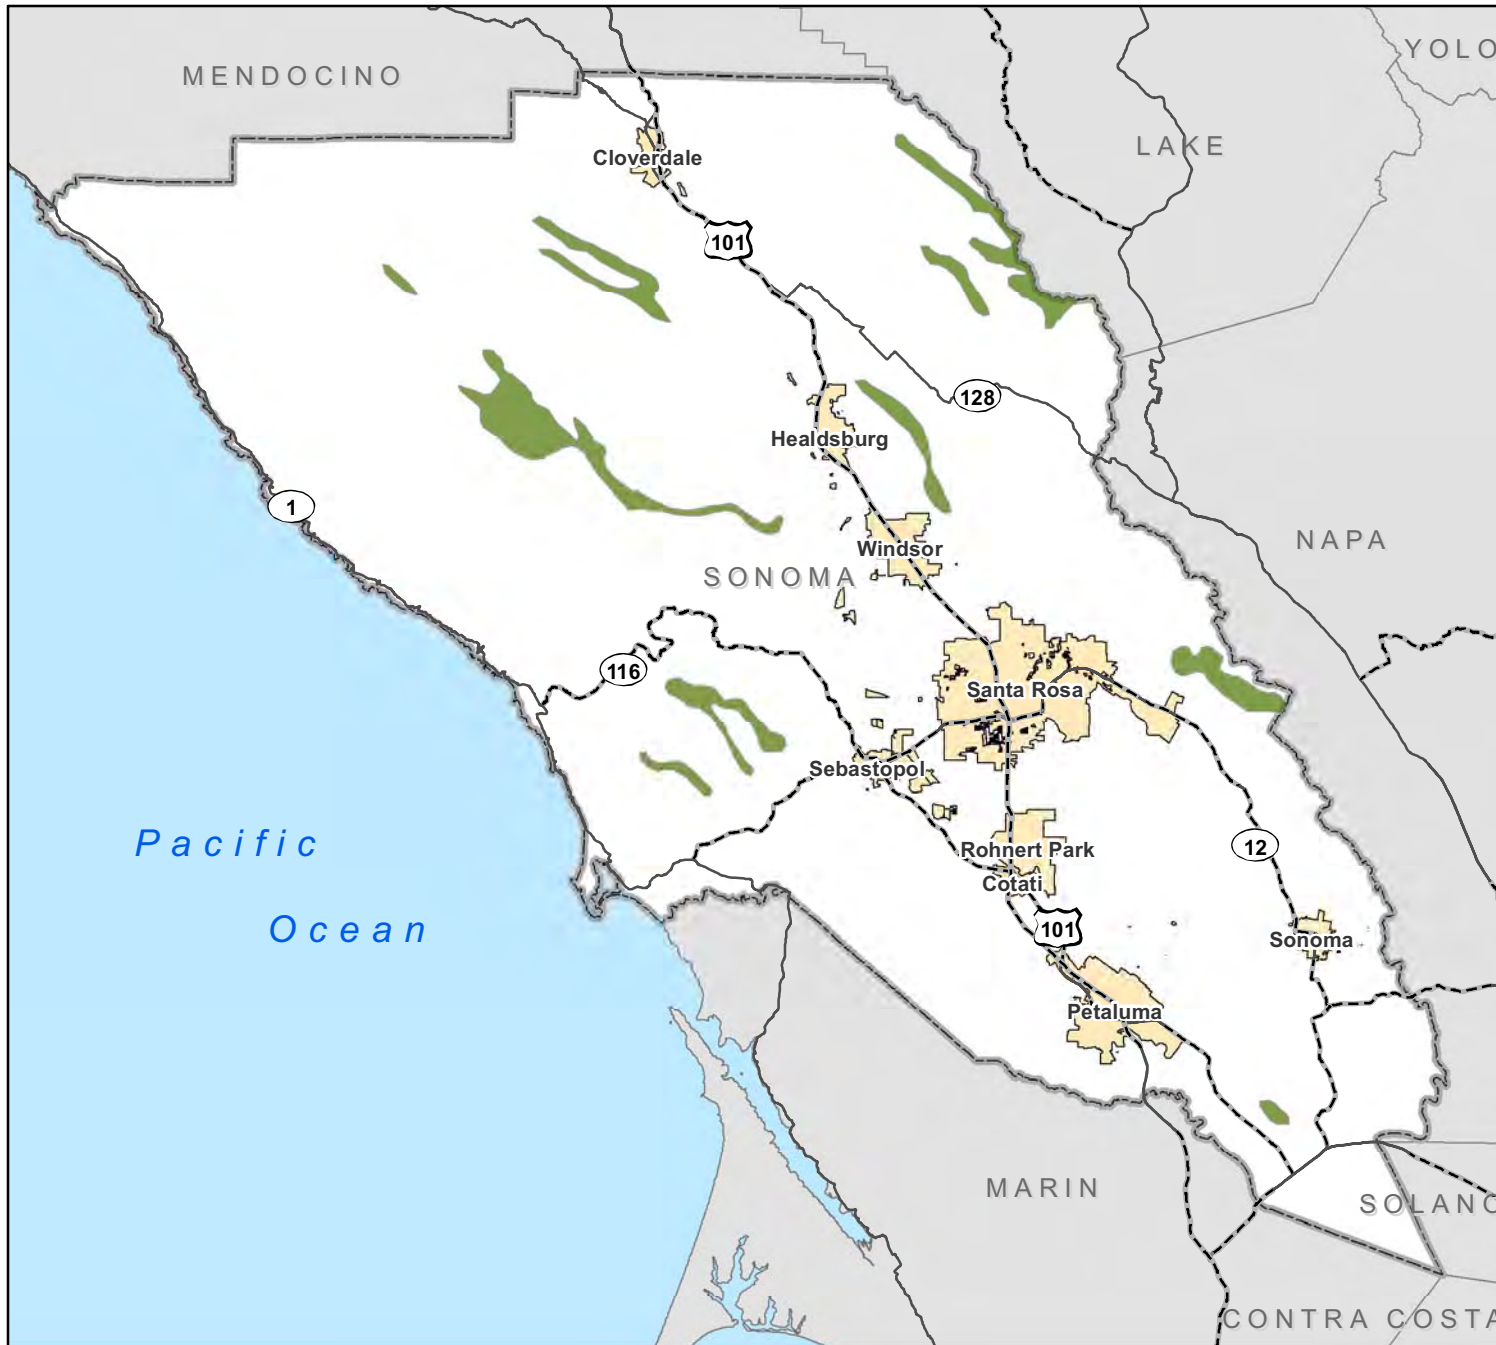 YOLO
MENDOCINO
LAKE
Cloverdale
101
128
Healdsburg
1
NAPA
Windsor
SONOMA
116
Santa Rosa
Sebastopol
Pacific
Ocean
Rohnert Park
12
Cotati
101
Sonoma
Petaluma
MARIN
SOLANO
CONTRA COSTA